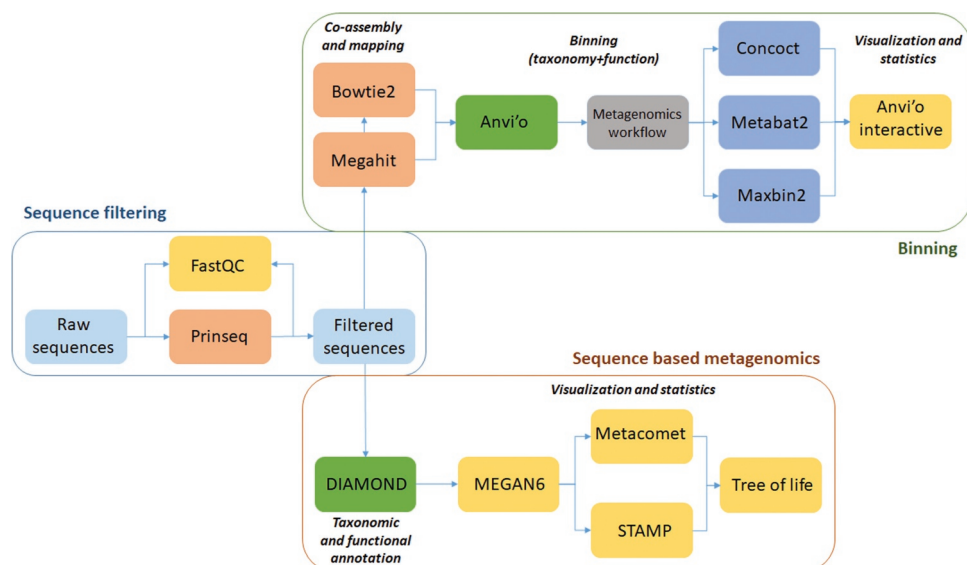 Co-assembly
and mapping
Binning
(taxonomy+function)
Visualization and
statistics
Bowtie2
Megahit
Anvi’o
Metagenomics
workflow
Concoct
Metabat2
Maxbin2
Anvi’o
interactive
Binning
Sequence filtering
FastQC
Raw
sequences
Prinseq
Filtered
sequences
Sequence based metagenomics
Visualization and statistics
DIAMOND
Taxonomic
and functional
annotation
MEGAN6
Metacomet
STAMP
Tree of life